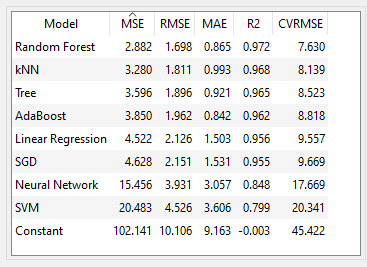 Model MSE RMSE MAE R2 CVRMSE
Random Forest 2.882 1.698 0.865 0.972 7.630
kNN 3.280 1.811 0.993 0.968 8.139
Tree 3.596 1.896 0.921 0.965 8.523
AdaBoost 3.850 1.962 0.842 0.962 8.818
Linear Regression 4.522 2.126 1.503 0.956 9.557
SGD 4.628 2.151 1.531 0.955 9.669
Neural Network 15.456 3.931 3.057 0.848 17.669
SVM 20.483 4.526 3.606 0.799 20.341
Constant 102.141 10.106 9.163 -0.003 45.422